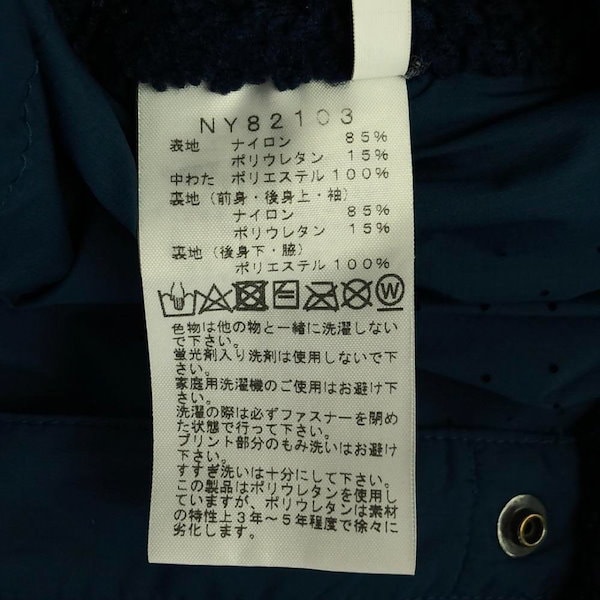 NY82103
表地 ナイロン 85%
ポリウレタン 15%
中わた ポリエステル100%
裏地(前身・後身上・袖)
ナイロン 85%
ポリウレタン 15%
裏地(後身下・脇)
ポリエステル100%
W
色物は他の物と一緒に洗濯しない
で下さい。
蛍光剤入り洗剤は使用しないで下
さい。
家庭用洗濯機のご使用はお避け下
さい。
洗濯の際は必ずファスナーを閉め
た状態で行って下さい。
プリント部分のもみ洗いはお避け
下さい。
すすぎ洗いは十分にして下さい。
この製品はポリウレタンを使用し
ていますが、ポリウレタンは素材
の特性上3年~5年程度で徐々に
劣化します。